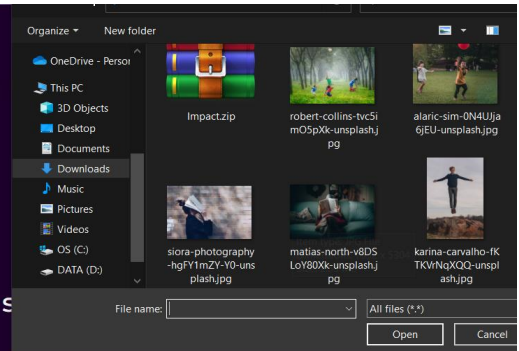 Organize New folder
OneDrive - Person
This PC
3D Objects
Desktop
Documents
Downloads
Music
Pictures
Videos
OS (C:)
DATA (D:)
Impact.zip
robert-collins-tvc5i
mO5pXk-unsplash.j
pg
alaric-sim-0N4UJja
6jEU-unsplash.jpg
siora-photography
-hgFY1mZY-Y0-uns
plash.jpg
matias-north-v8DS
LoY80Xk-unsplash.j
pg
karina-carvalho-fK
TKVrNqXQQ-unspl
ash.jpg
File name:
All files (*.*)
Open Cancel